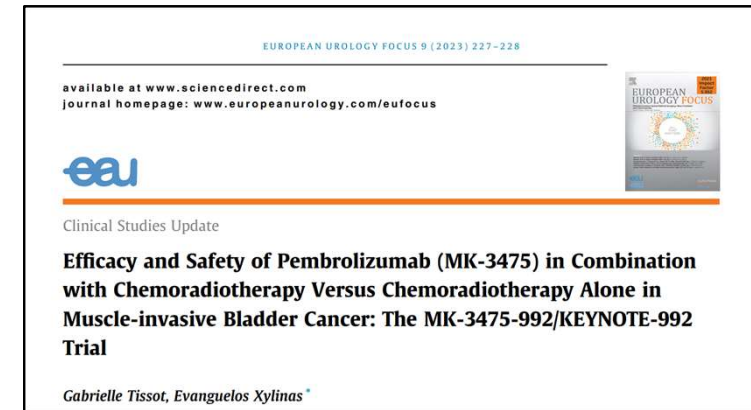 EUROPEAN UROLOGY FOCUS 9 (2023) 227–228
available at www.sciencedirect.com
journal homepage: www.europeanurology.com/eufocus
EUROPEAN
UROLOGY FOCUS
eau
Clinical Studies Update
Efficacy and Safety of Pembrolizumab (MK-3475) in Combination
with Chemoradiotherapy Versus Chemoradiotherapy Alone in
Muscle-invasive Bladder Cancer: The MK-3475-992/KEYNOTE-992
Trial
Gabrielle Tissot, Evanguelos Xylinas *